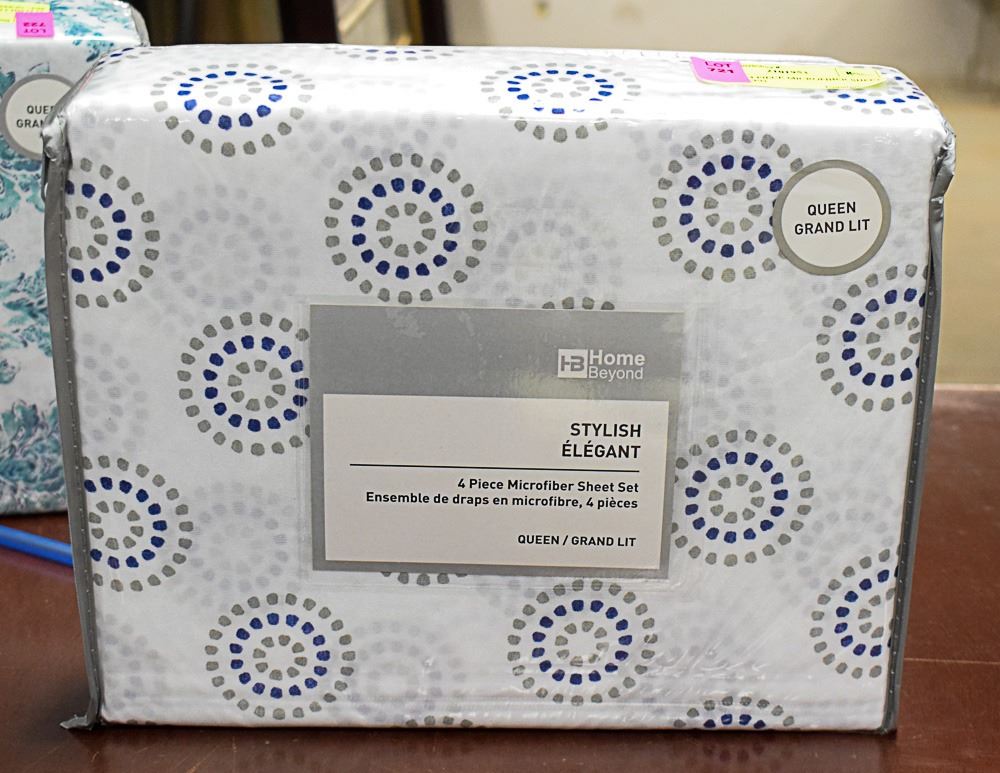 LOT
722
QUEE
GRAN
LOT
721
QUEEN
GRAND LIT
HB Home
Beyond
STYLISH
ÉLÉGANT
4 Piece Microfiber Sheet Set
Ensemble de draps en microfibre, 4 pièces
QUEEN / GRAND LIT